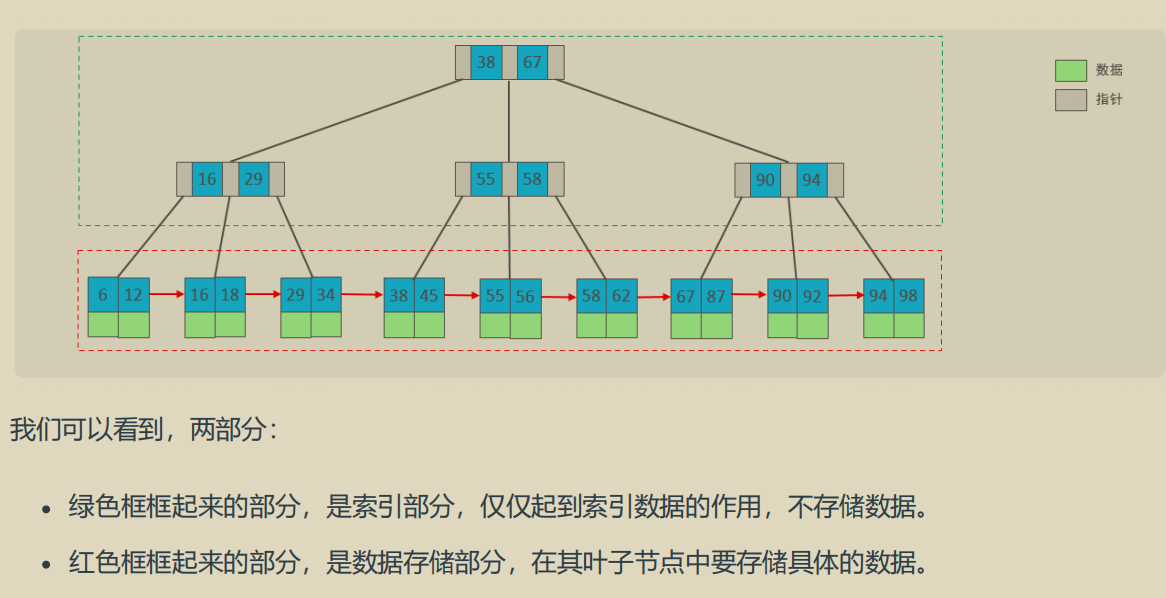 38 67
数据
指针
16 29 55 58 90 94
6 12 16 18 29 34 38 45 55 56 58 62 67 87 90 92 94 98
我们可以看到，两部分：
• 绿色框框起来的部分，是索引部分，仅仅起到索引数据的作用，不存储数据。
• 红色框框起来的部分，是数据存储部分，在其叶子节点中要存储具体的数据。